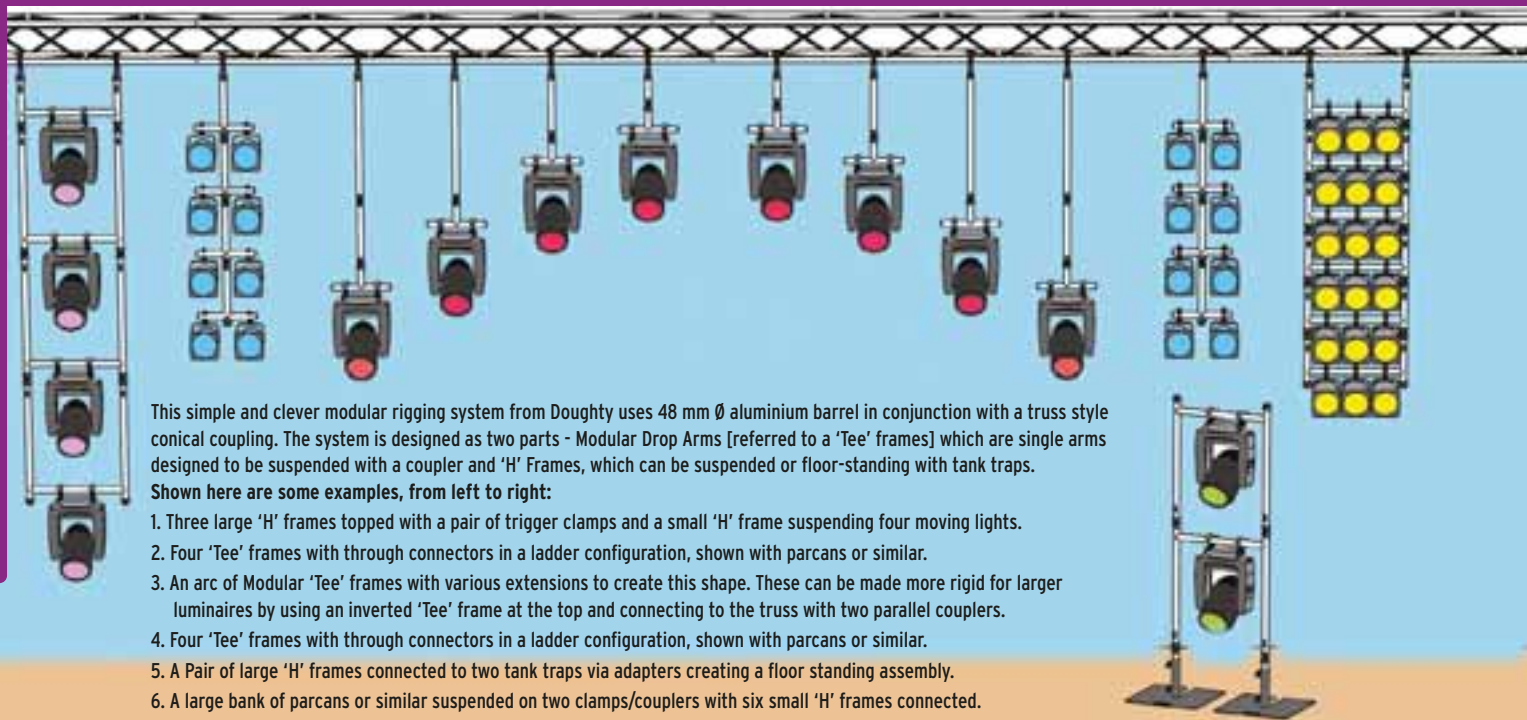 This simple and clever modular rigging system from Doughty uses 48 mm Ø aluminium barrel in conjunction with a truss style
conical coupling. The system is designed as two parts - Modular Drop Arms [referred to a ‘Tee’ frames] which are single arms
designed to be suspended with a coupler and ‘H’ Frames, which can be suspended or floor-standing with tank traps.
Shown here are some examples, from left to right:
1. Three large ‘H’ frames topped with a pair of trigger clamps and a small ‘H’ frame suspending four moving lights.
2. Four ‘Tee’ frames with through connectors in a ladder configuration, shown with parcans or similar.
3. An arc of Modular ‘Tee’ frames with various extensions to create this shape. These can be made more rigid for larger
luminaires by using an inverted ‘Tee’ frame at the top and connecting to the truss with two parallel couplers.
4. Four ‘Tee’ frames with through connectors in a ladder configuration, shown with parcans or similar.
5. A Pair of large ‘H’ frames connected to two tank traps via adapters creating a floor standing assembly.
6. A large bank of parcans or similar suspended on two clamps/couplers with six small ‘H’ frames connected.